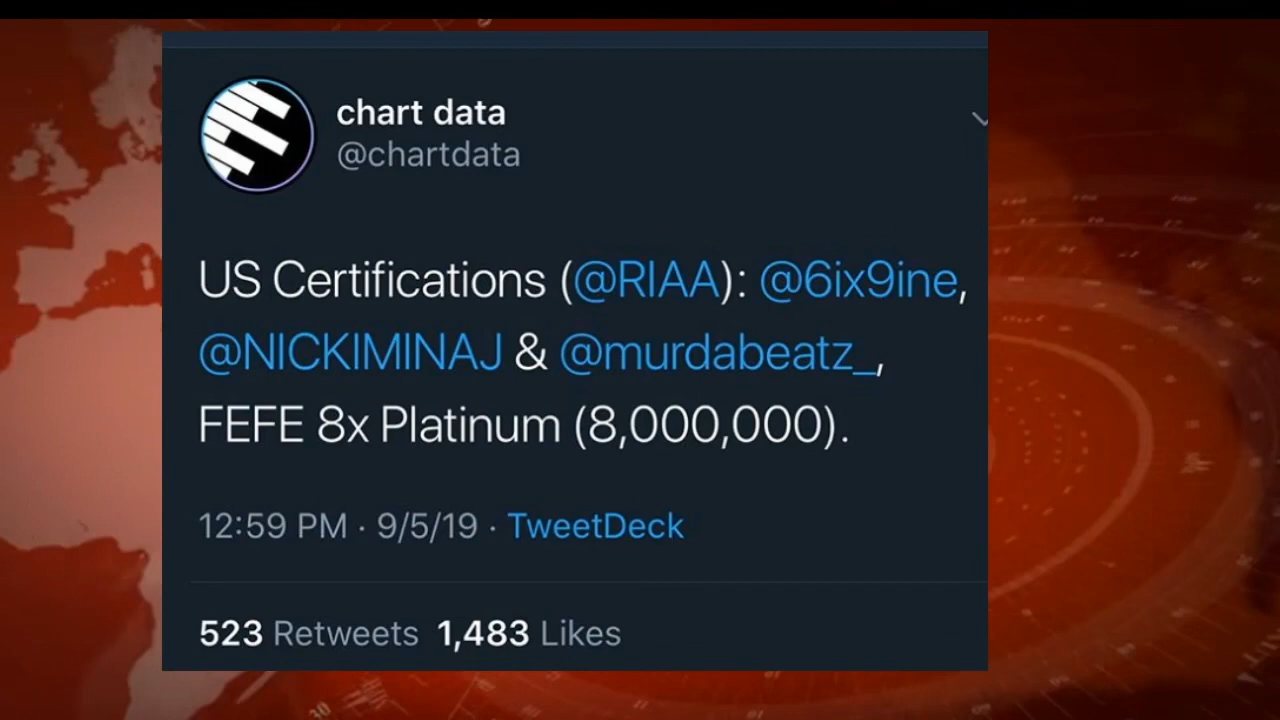 chart data
@chartdata
US Certifications (@RIAA): @6ix9ine,
@NICKIMINAJ & @murdabeatz_,
FEFE 8x Platinum (8,000,000).
12:59 PM · 9/5/19 · TweetDeck
523 Retweets 1,483 Likes